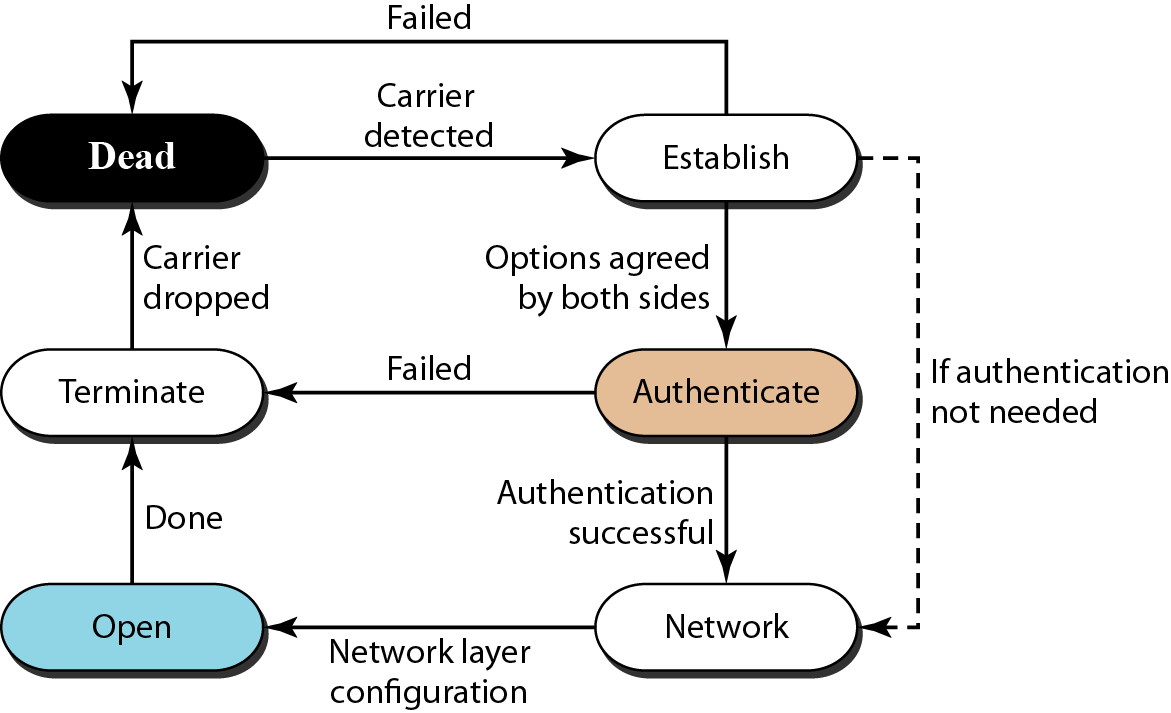 Failed
Carrier
detected
Dead
Establish
Carrier
dropped
Options agreed
by both sides
Terminate
Failed
Authenticate
If authentication
not needed
Done
Authentication
successful
Open
Network layer
configuration
Network